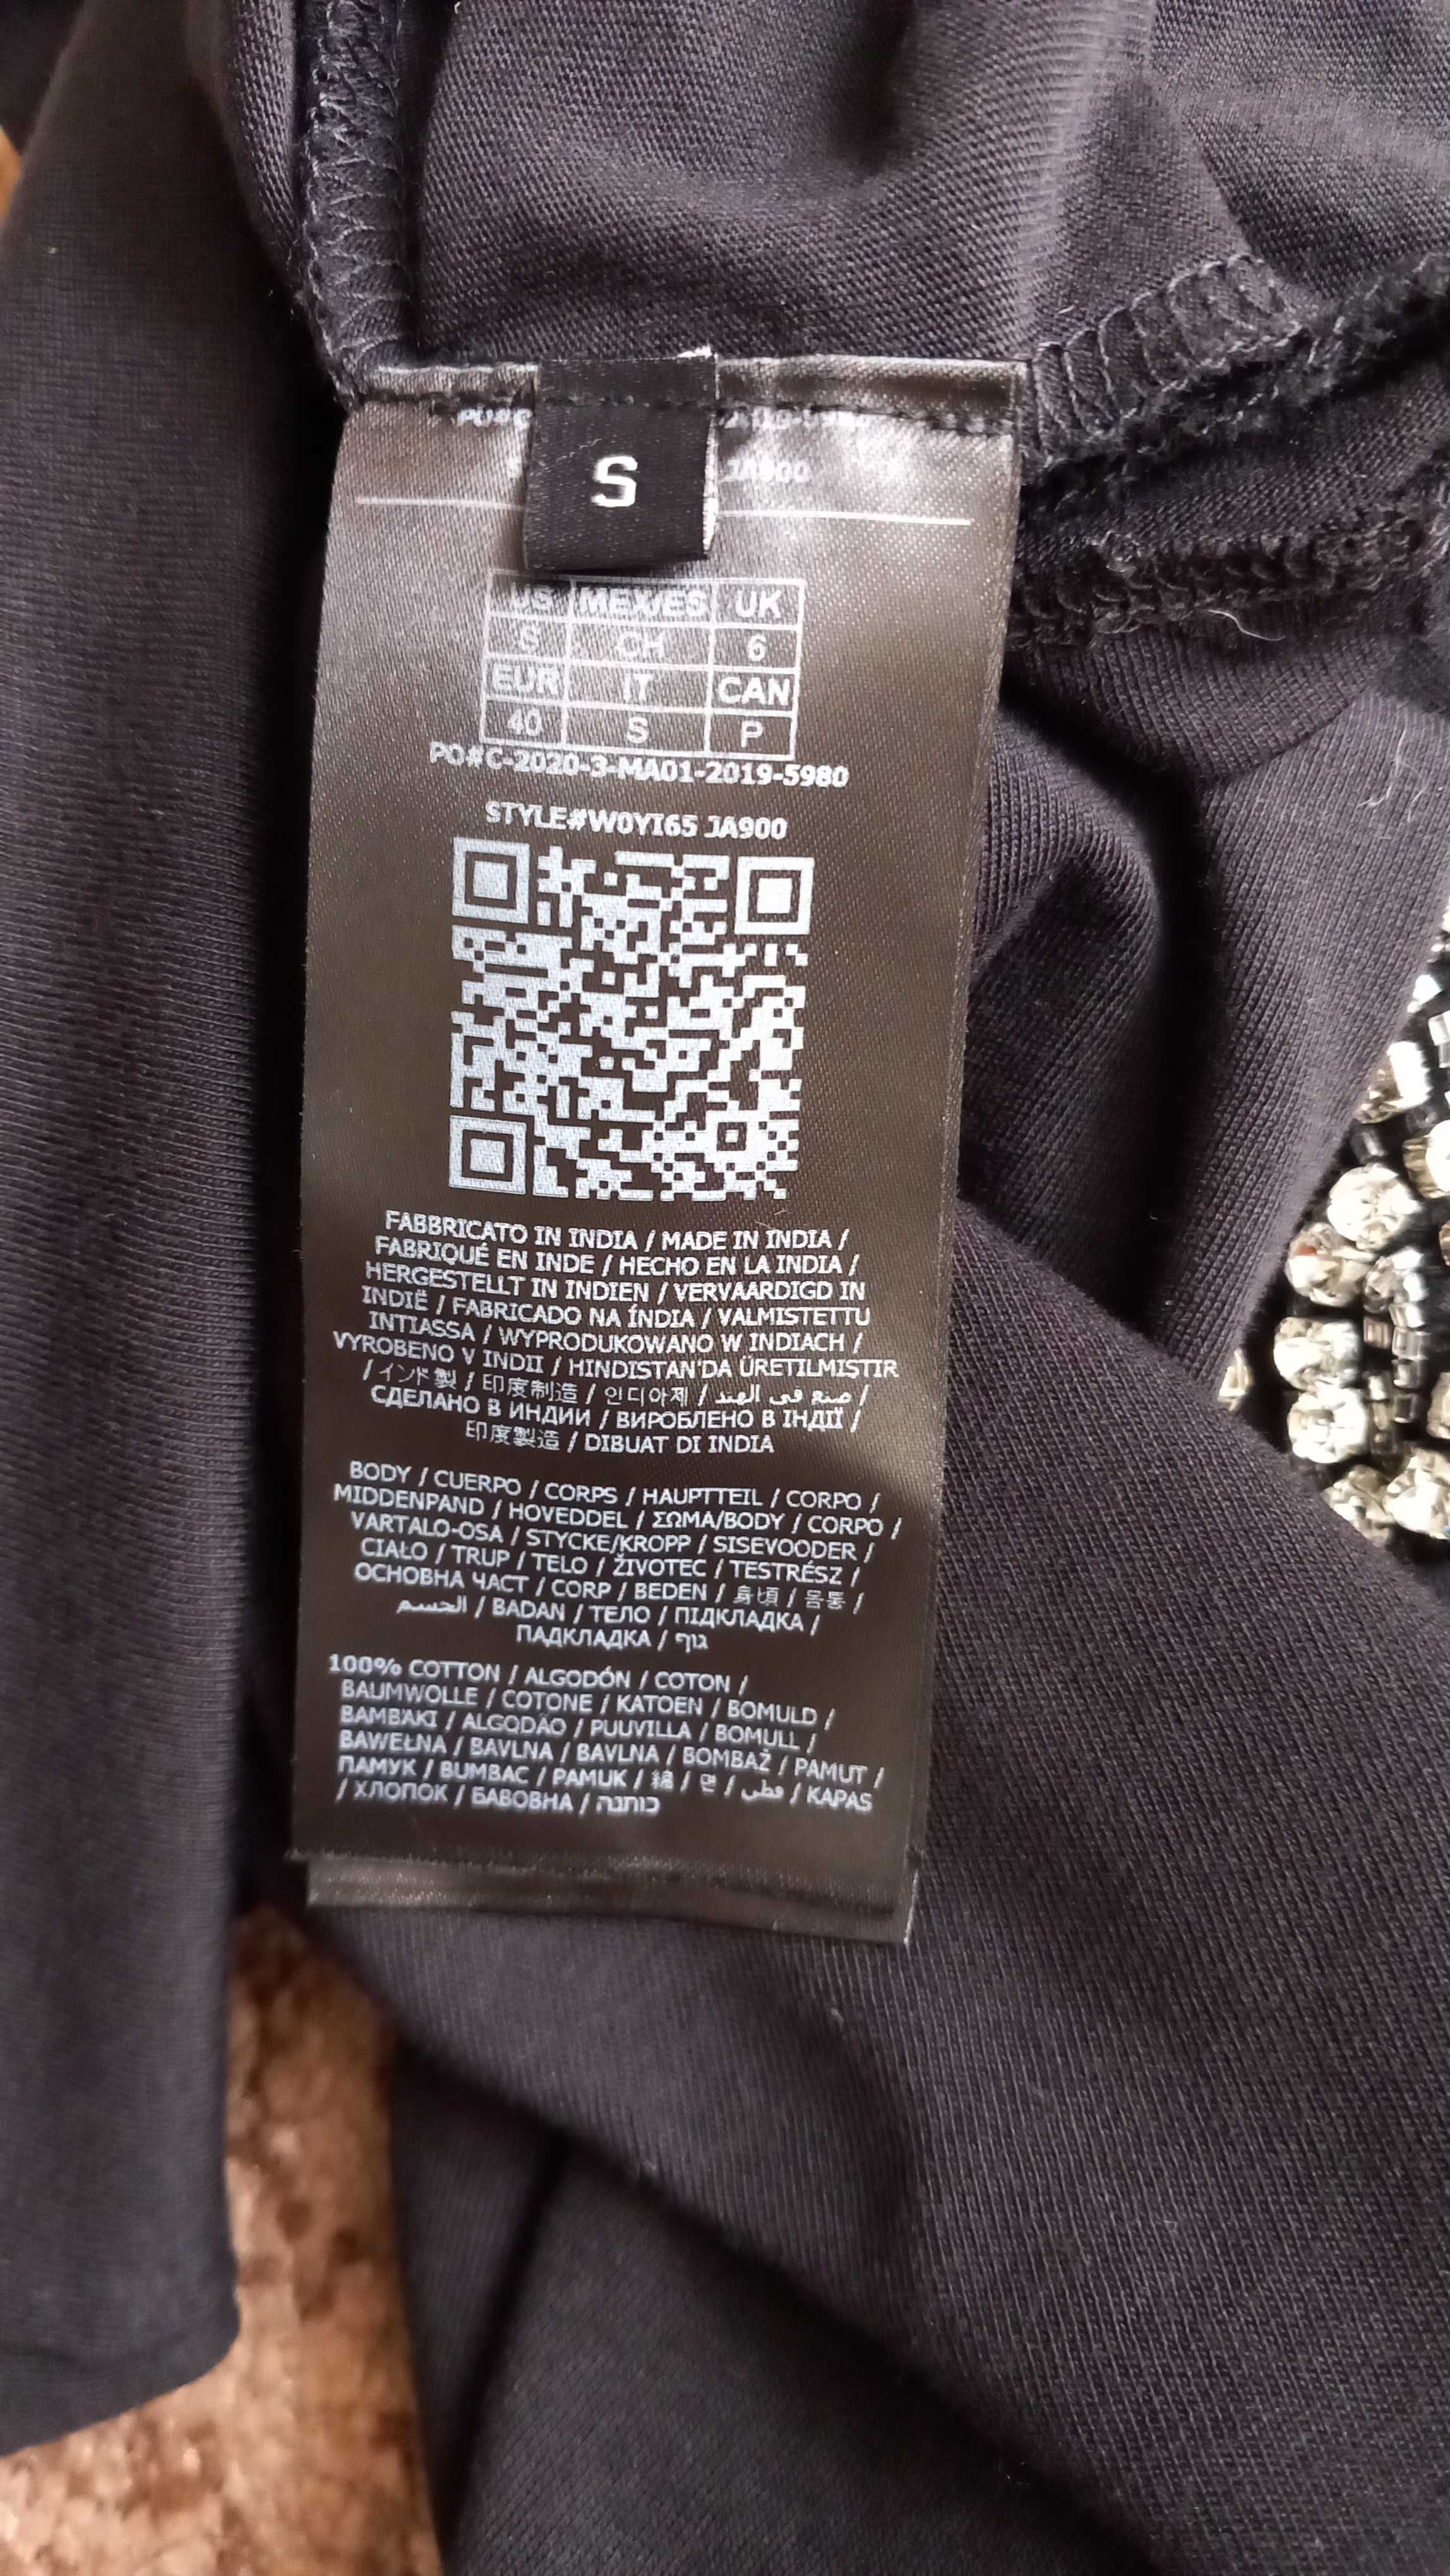 S
JA900
US MEX/ES UK
S CH 6
EUR IT CAN
40 S P
PO#C-2020-3-MA01-2019-5980
STYLE#W0YI65 JA900
FABBRICATO IN INDIA / MADE IN INDIA /
FABRIQUÉ EN INDE / HECHO EN LA INDIA /
HERGESTELLT IN INDIEN / VERVAARDIGD IN
INDIË / FABRICADO NA ÍNDIA / VALMISTETTU
INTIASSA / WYPRODUKOWANO W INDIACH /
VYROBENO V INDII / HINDISTAN'DA ÜRETILMISTIR
/ インド製 / 印度制造 / 인디아제 / صنع في الهند /
СДЕЛАНО В ИНДИИ / ВИРОБЛЕНО В ІНДІЇ /
印度製造 / DIBUAT DI INDIA
BODY / CUERPO / CORPS / HAUPTTEIL / CORPO /
MIDDENPAND / HOVEDDEL / ΣΩΜΑ/BODY / CORPO /
VARTALO-OSA / STYCKE/KROPP / SISEVOODER /
CIAŁO / TRUP / TELO / ŽIVOTEC / TESTRÉSZ /
ОСНОВНА ЧАСТ / CORP / BEDEN / 身頃 / 몸통 /
الجسم / BADAN / ТЕЛО / ПІДКЛАДКА /
ПАДКЛАДКА / גוף
100% COTTON / ALGODÓN / COTON /
BAUMWOLLE / COTONE / KATOEN / BOMULD /
BAMBAKI / ALGODÃO / PUUVILLA / BOMULL /
BAWEŁNA / BAVLNA / BAVLNA / BOMBAŽ / PAMUT /
ПАМУК / BUMBAC / PAMUK / 綿 / 면 / قطن / KAPAS
/ ХЛОПОК / БАВОВНА / כותנה